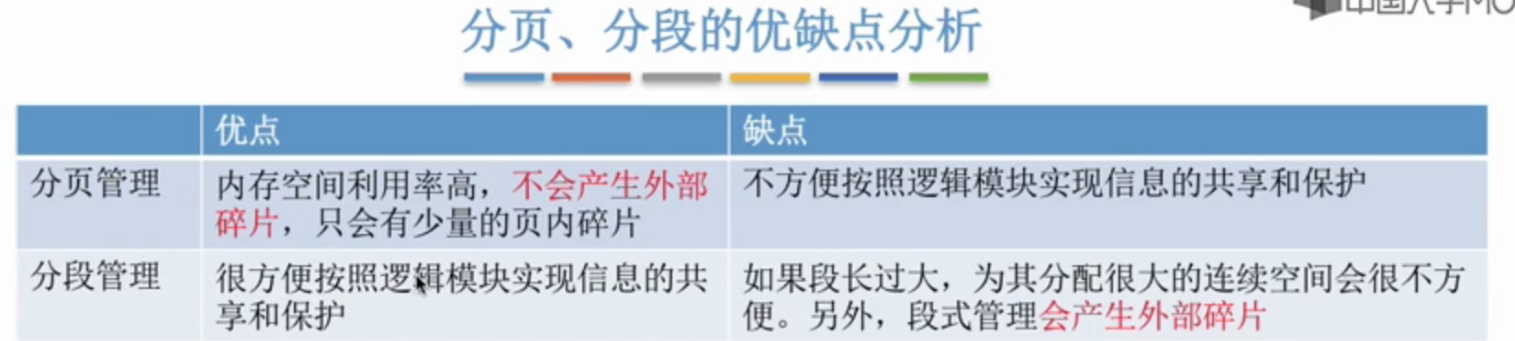 中国大学MO
分页、分段的优缺点分析
优点
缺点
分页管理
内存空间利用率高，不会产生外部
碎片，只会有少量的页内碎片
不方便按照逻辑模块实现信息的共享和保护
分段管理
很方便按照逻辑模块实现信息的共
享和保护
如果段长过大，为其分配很大的连续空间会很不方
便。另外，段式管理会产生外部碎片